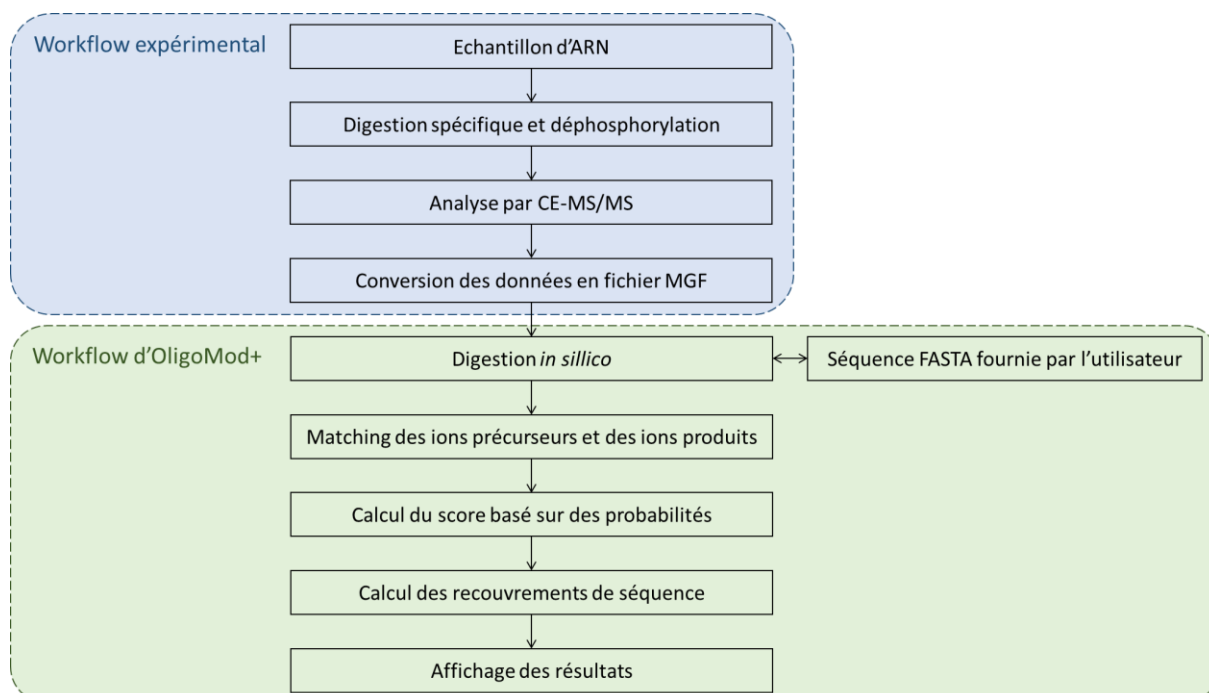 Workflow expérimental
Echantillon d'ARN
Digestion spécifique et déphosphorylation
Analyse par CE-MS/MS
Conversion des données en fichier MGF
Workflow d'OligoMod+
Digestion in sillico
Séquence FASTA fournie par l'utilisateur
Matching des ions précurseurs et des ions produits
Calcul du score basé sur des probabilités
Calcul des recouvrements de séquence
Affichage des résultats